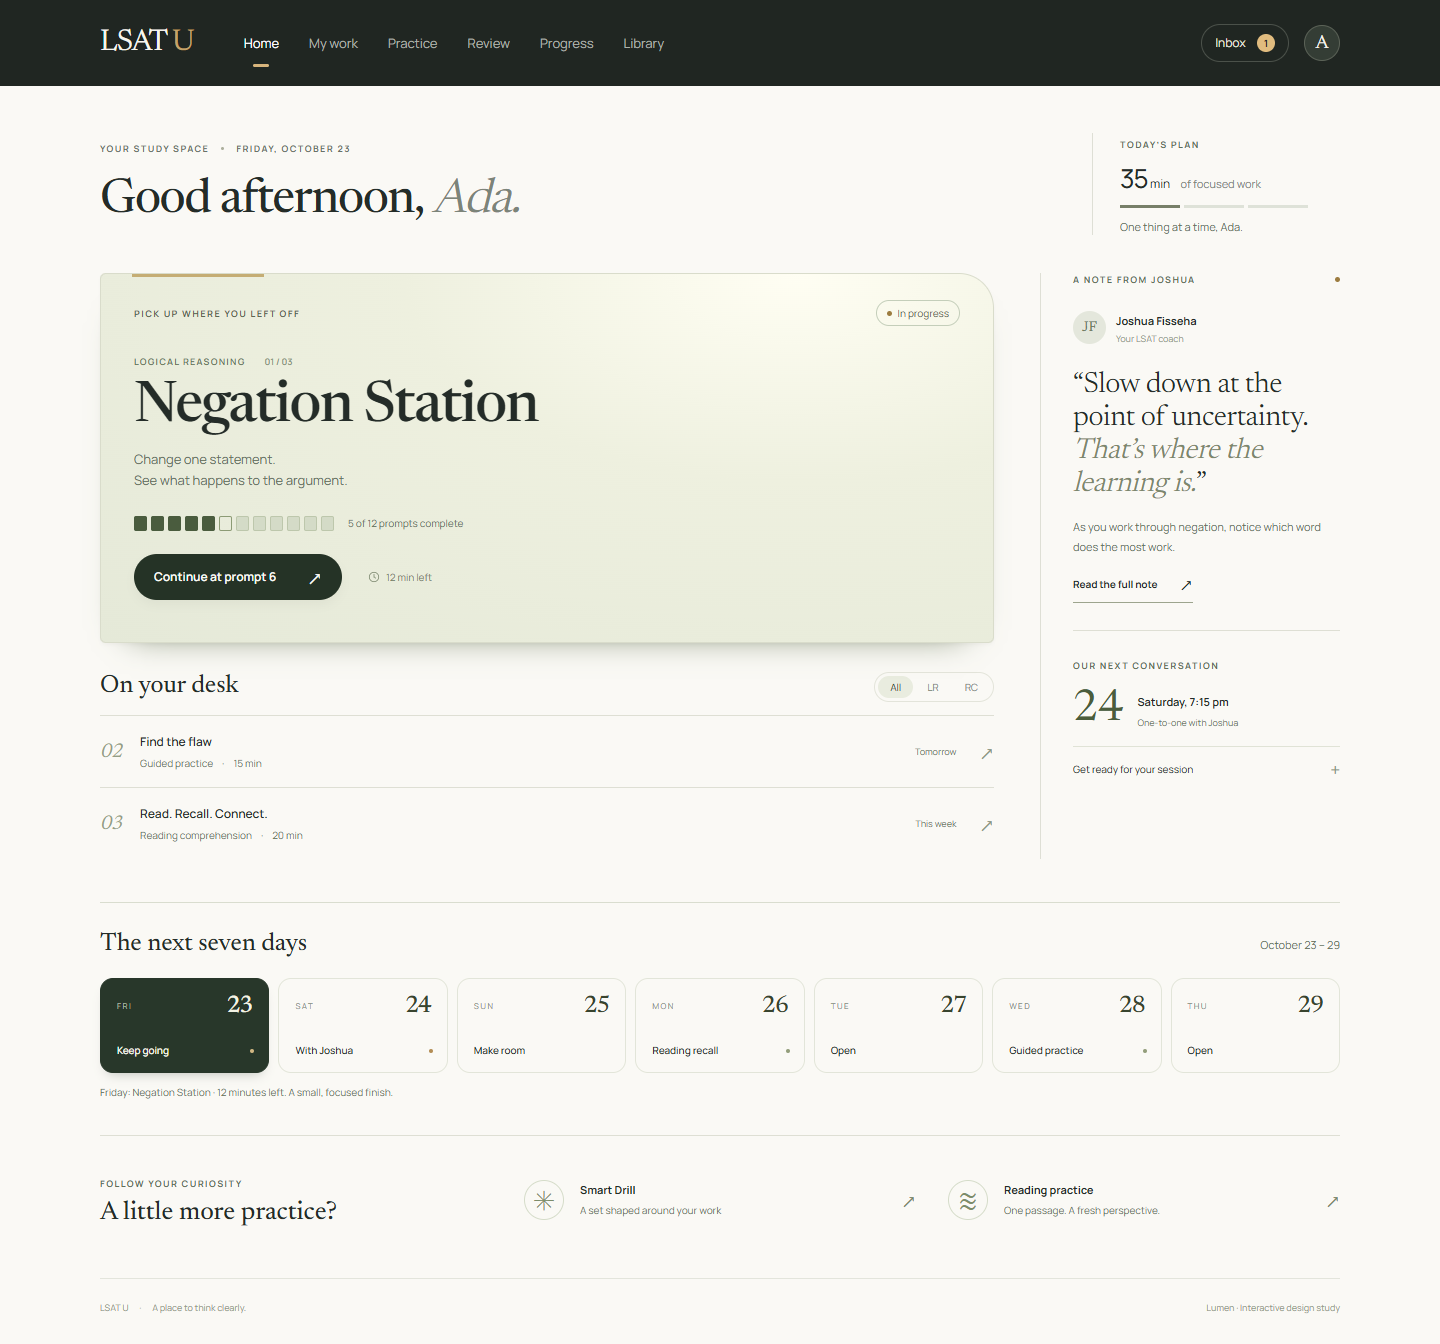 LSAT U
Home
My work
Practice
Review
Progress
Library
Inbox 1
A
YOUR STUDY SPACE • FRIDAY, OCTOBER 23
Good afternoon, Ada.
TODAY'S PLAN
35 min of focused work
One thing at a time, Ada.
PICK UP WHERE YOU LEFT OFF
In progress
LOGICAL REASONING 01 / 03
Negation Station
Change one statement.
See what happens to the argument.
5 of 12 prompts complete
Continue at prompt 6 ↗
12 min left
A NOTE FROM JOSHUA
JF
Joshua Fisseha
Your LSAT coach
“Slow down at the
point of uncertainty.
That’s where the
learning is.”
As you work through negation, notice which word
does the most work.
Read the full note ↗
OUR NEXT CONVERSATION
24
Saturday, 7:15 pm
One-to-one with Joshua
Get ready for your session +
On your desk
All
LR
RC
02
Find the flaw
Guided practice · 15 min
Tomorrow ↗
03
Read. Recall. Connect.
Reading comprehension · 20 min
This week ↗
The next seven days
October 23 – 29
FRI 23
Keep going
SAT 24
With Joshua
SUN 25
Make room
MON 26
Reading recall
TUE 27
Open
WED 28
Guided practice
THU 29
Open
Friday: Negation Station · 12 minutes left. A small, focused finish.
FOLLOW YOUR CURIOSITY
A little more practice?
Smart Drill
A set shaped around your work
↗
Reading practice
One passage. A fresh perspective.
↗
LSAT U · A place to think clearly.
Lumen · Interactive design study